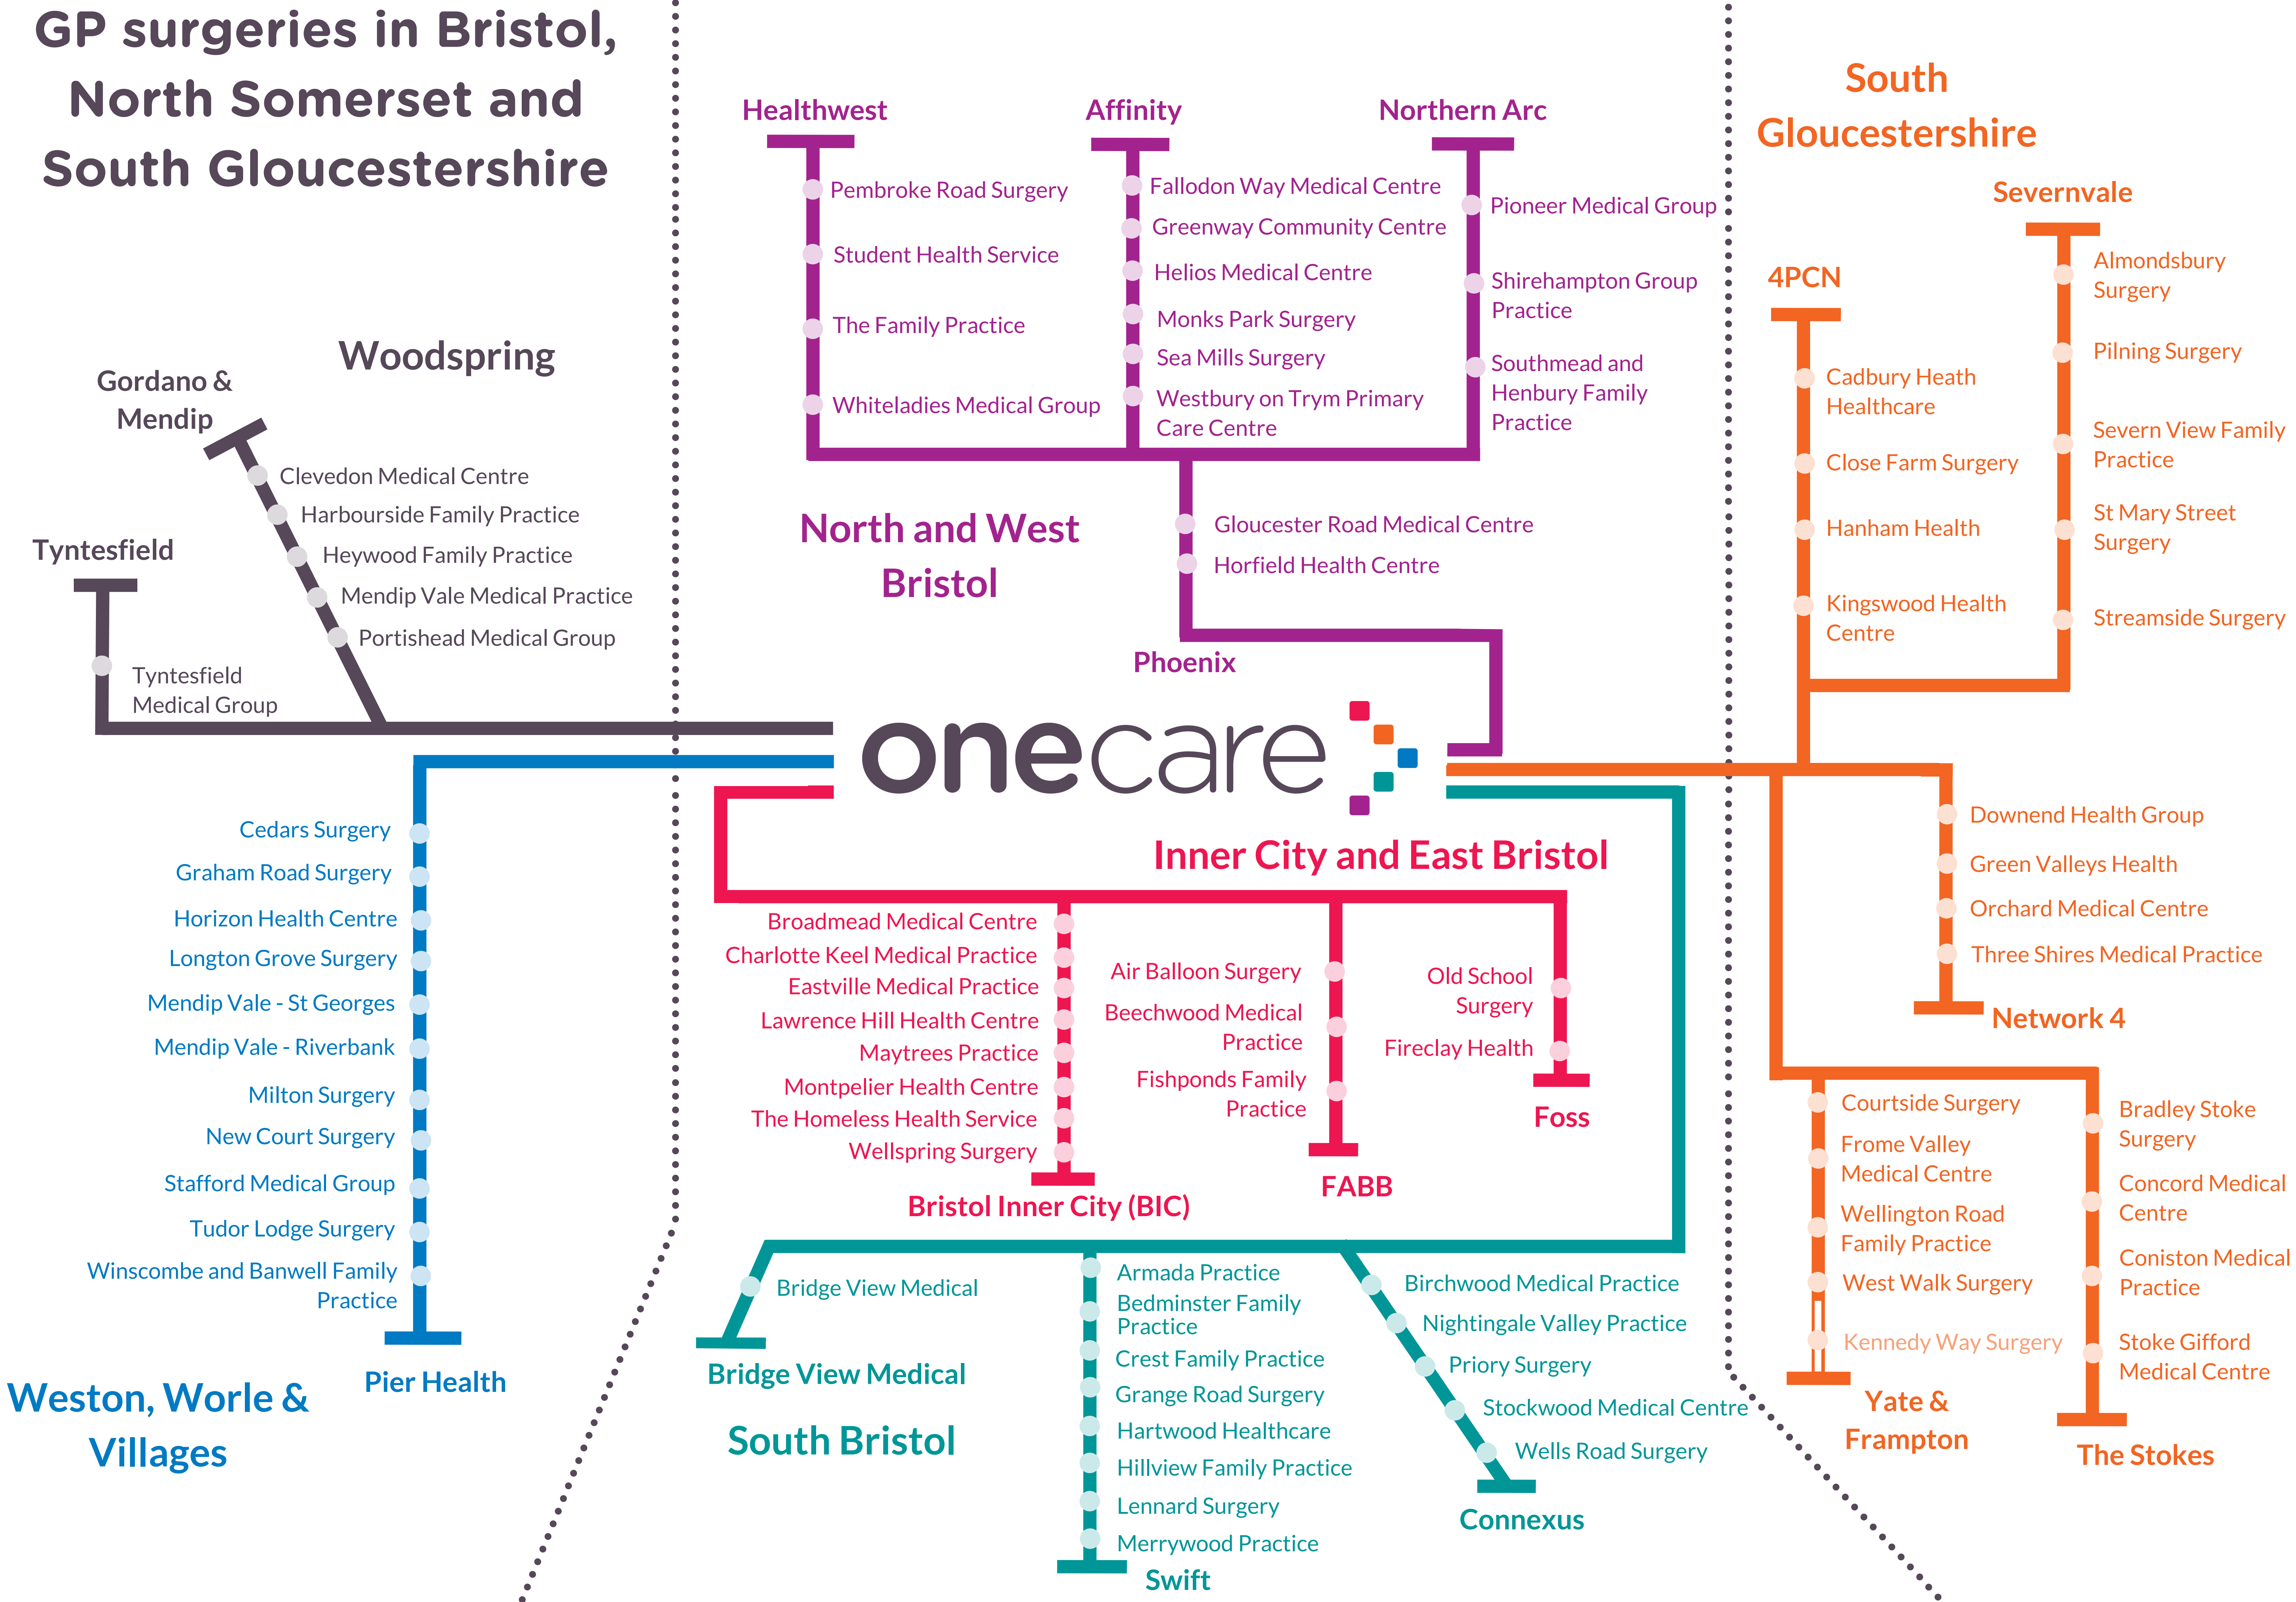 GP surgeries in Bristol,
North Somerset and
South Gloucestershire
Woodspring
Gordano &
Mendip
Clevedon Medical Centre
Harbourside Family Practice
Heywood Family Practice
Mendip Vale Medical Practice
Portishead Medical Group
Tyntesfield
Tyntesfield
Medical Group
Healthwest
Pembroke Road Surgery
Student Health Service
The Family Practice
Whiteladies Medical Group
Affinity
Fallodon Way Medical Centre
Greenway Community Centre
Helios Medical Centre
Monks Park Surgery
Sea Mills Surgery
Westbury on Trym Primary
Care Centre
Northern Arc
Pioneer Medical Group
Shirehampton Group
Practice
Southmead and
Henbury Family
Practice
North and West
Bristol
Gloucester Road Medical Centre
Horfield Health Centre
Phoenix
South
Gloucestershire
4PCN
Cadbury Heath
Healthcare
Close Farm Surgery
Hanham Health
Kingswood Health
Centre
Severnvale
Almondsbury
Surgery
Pilning Surgery
Severn View Family
Practice
St Mary Street
Surgery
Streamside Surgery
onecare
Cedars Surgery
Graham Road Surgery
Horizon Health Centre
Longton Grove Surgery
Mendip Vale - St Georges
Mendip Vale - Riverbank
Milton Surgery
New Court Surgery
Stafford Medical Group
Tudor Lodge Surgery
Winscombe and Banwell Family
Practice
Pier Health
Weston, Worle &
Villages
Inner City and East Bristol
Broadmead Medical Centre
Charlotte Keel Medical Practice
Eastville Medical Practice
Lawrence Hill Health Centre
Maytrees Practice
Montpelier Health Centre
The Homeless Health Service
Wellspring Surgery
Bristol Inner City (BIC)
Air Balloon Surgery
Beechwood Medical
Practice
Fishponds Family
Practice
FABB
Old School
Surgery
Fireclay Health
Foss
Bridge View Medical
Bridge View Medical
South Bristol
Armada Practice
Bedminster Family
Practice
Crest Family Practice
Grange Road Surgery
Hartwood Healthcare
Hillview Family Practice
Lennard Surgery
Merrywood Practice
Swift
Birchwood Medical Practice
Nightingale Valley Practice
Priory Surgery
Stockwood Medical Centre
Wells Road Surgery
Connexus
Downend Health Group
Green Valleys Health
Orchard Medical Centre
Three Shires Medical Practice
Network 4
Courtside Surgery
Frome Valley
Medical Centre
Wellington Road
Family Practice
West Walk Surgery
Kennedy Way Surgery
Yate &
Frampton
Bradley Stoke
Surgery
Concord Medical
Centre
Coniston Medical
Practice
Stoke Gifford
Medical Centre
The Stokes